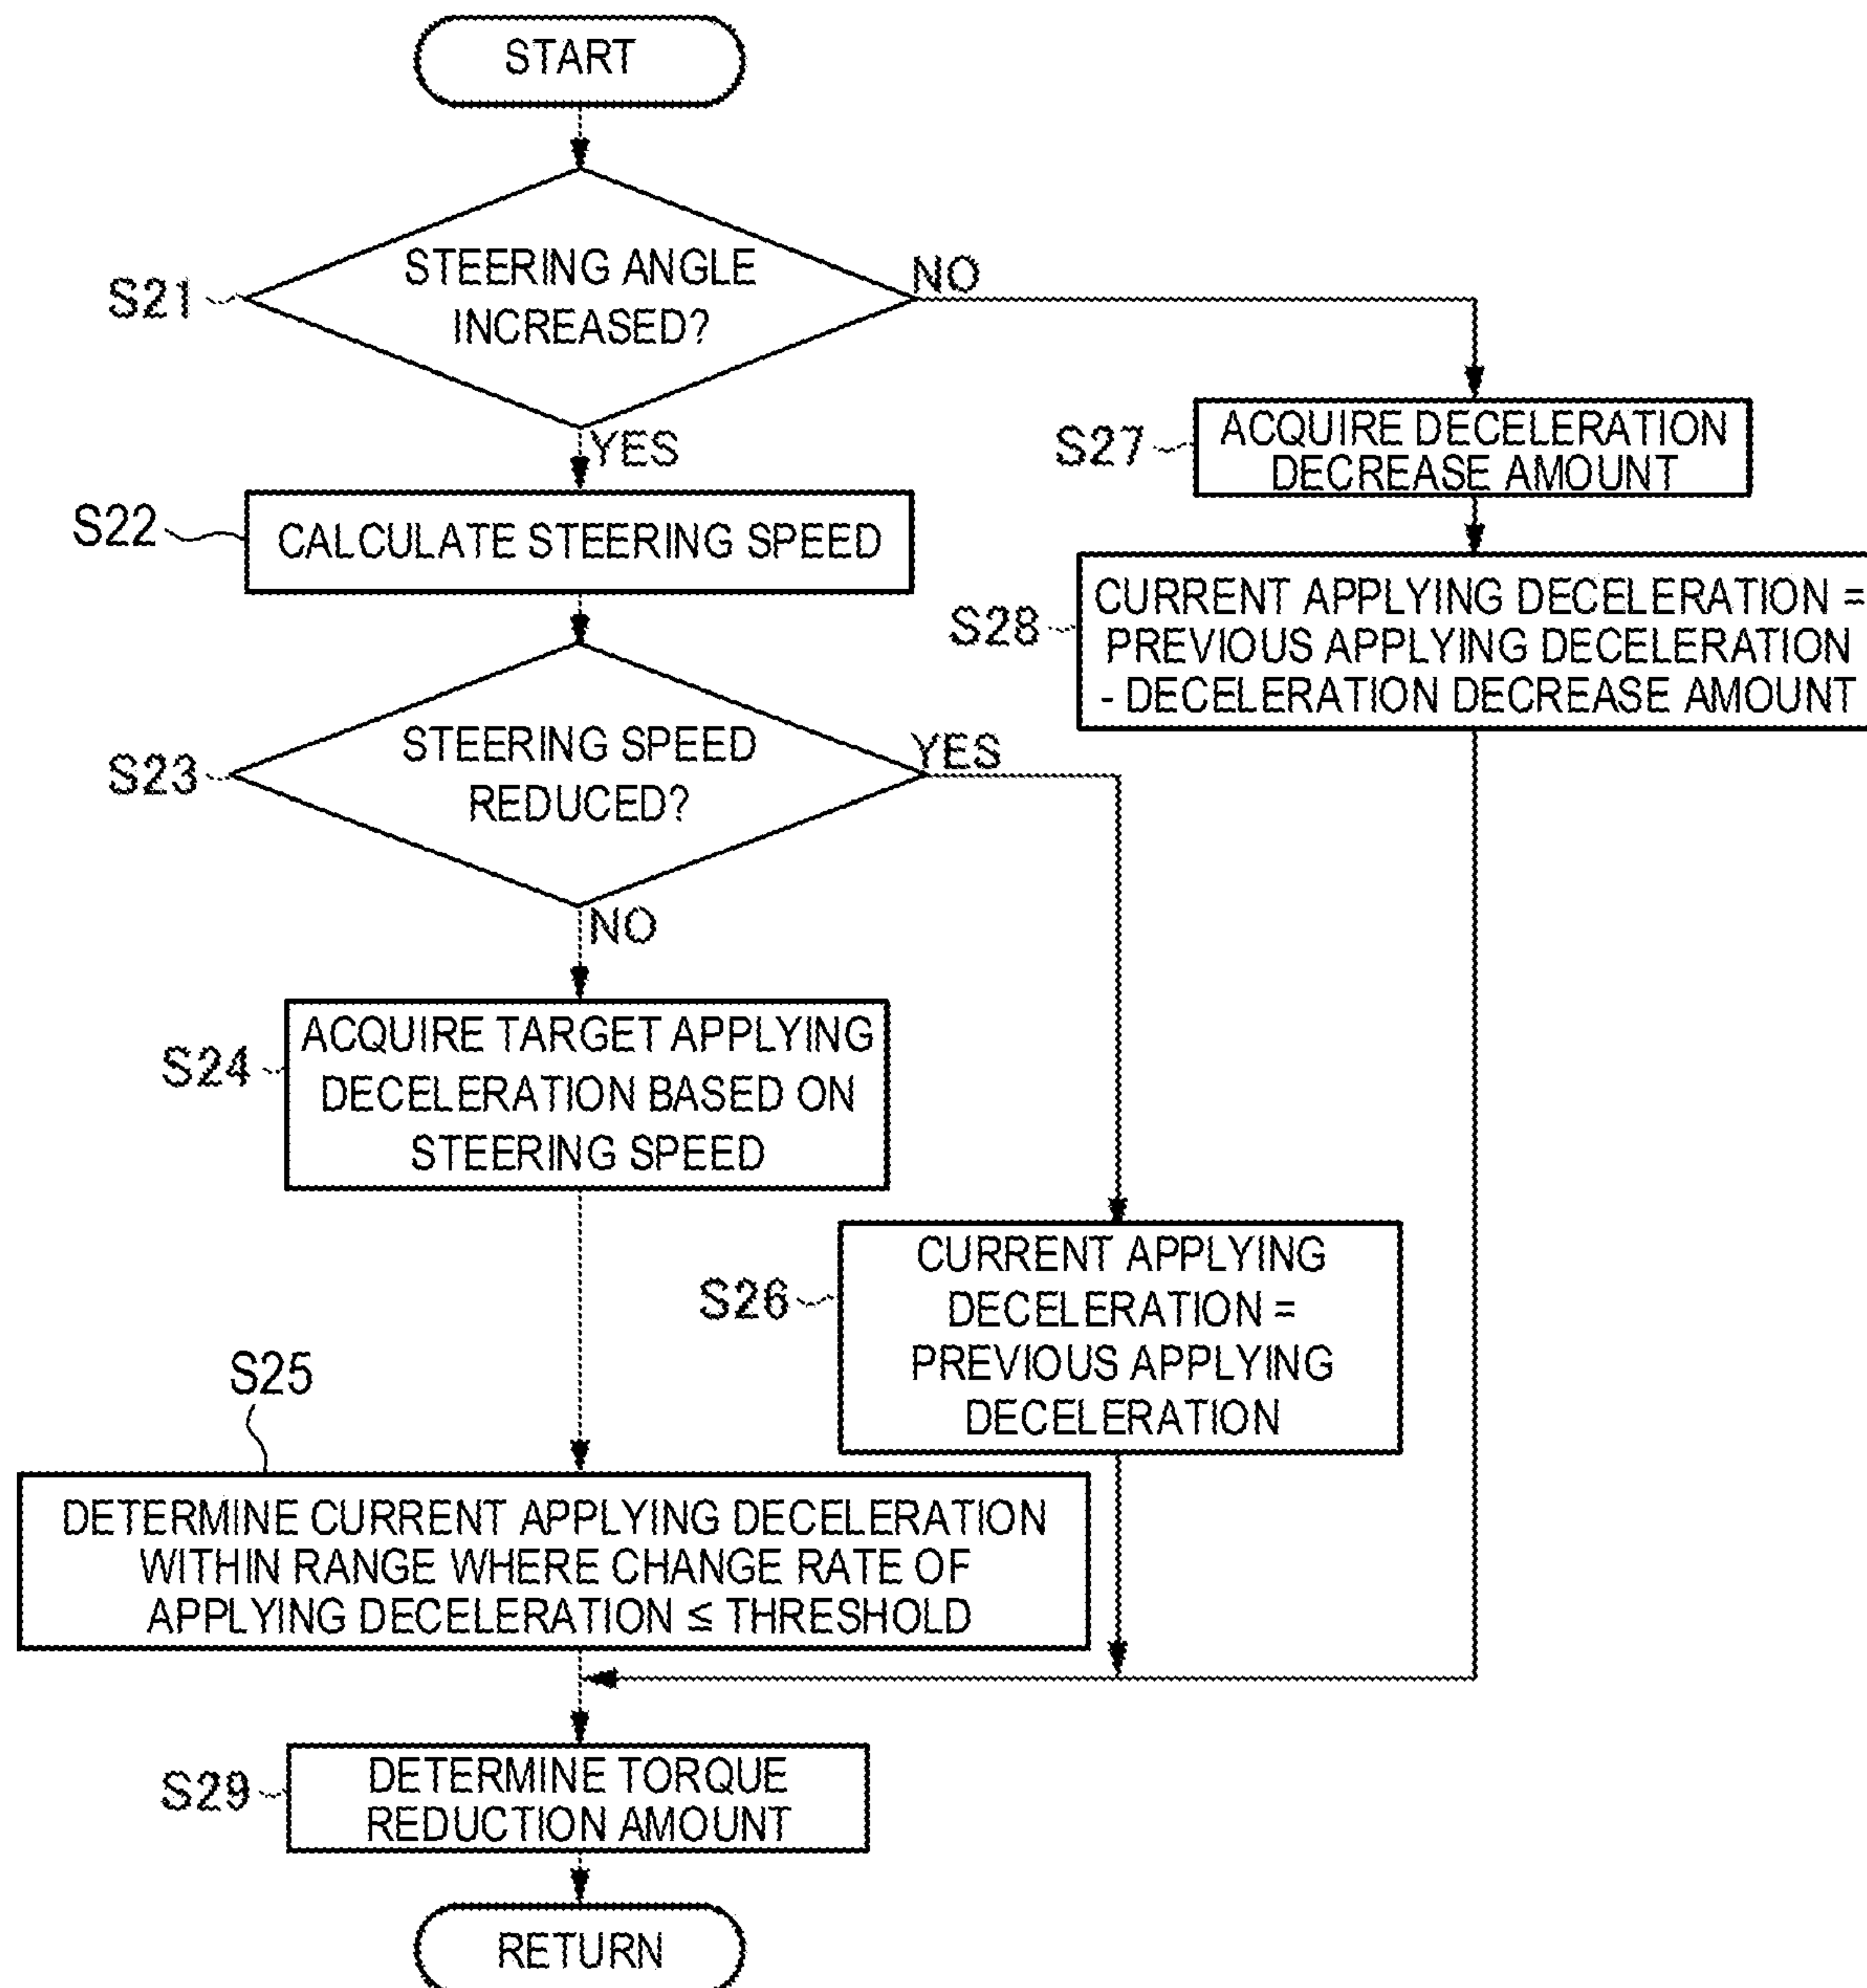 START
S21
STEERING ANGLE
INCREASED?
NO
YES
S27
ACQUIRE DECELERATION
DECREASE AMOUNT
S22
CALCULATE STEERING SPEED
S28
CURRENT APPLYING DECELERATION =
PREVIOUS APPLYING DECELERATION
- DECELERATION DECREASE AMOUNT
S23
STEERING SPEED
REDUCED?
YES
NO
S24
ACQUIRE TARGET APPLYING
DECELERATION BASED ON
STEERING SPEED
S26
CURRENT APPLYING
DECELERATION =
PREVIOUS APPLYING
DECELERATION
S25
DETERMINE CURRENT APPLYING DECELERATION
WITHIN RANGE WHERE CHANGE RATE OF
APPLYING DECELERATION ≤ THRESHOLD
S29
DETERMINE TORQUE
REDUCTION AMOUNT
RETURN